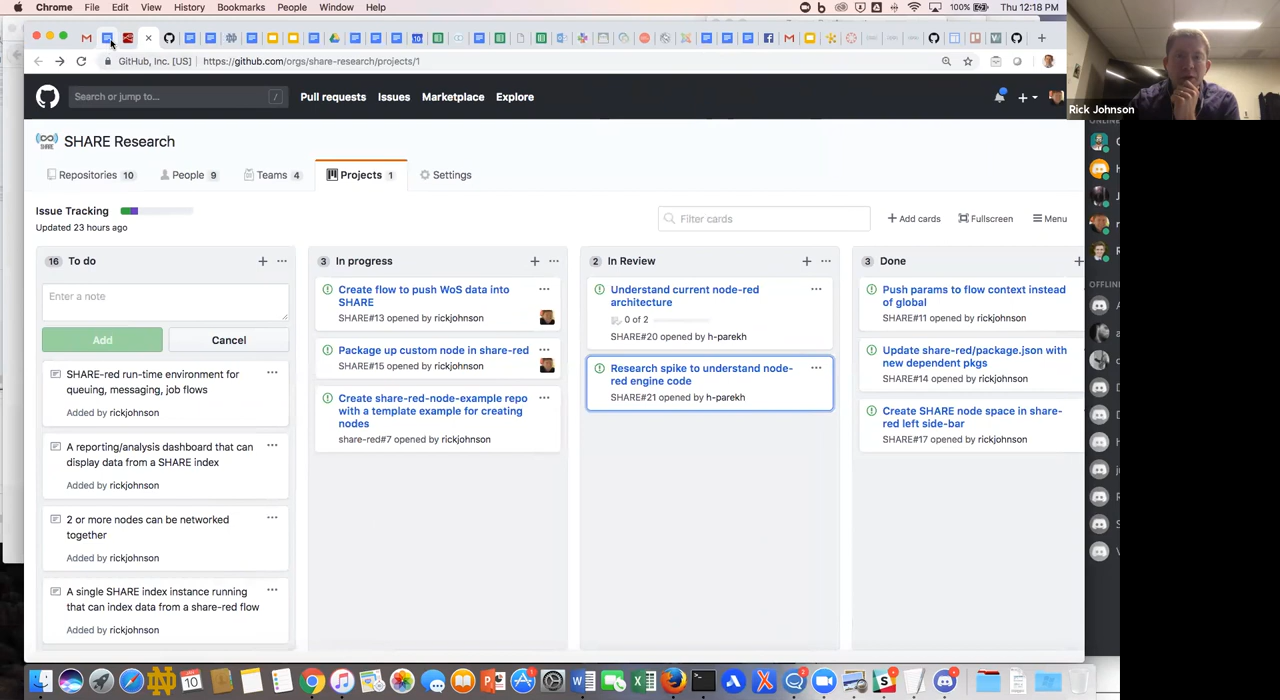 Chrome File Edit View History Bookmarks People Window Help
100% Thu 12:18 PM
GitHub, Inc. [US] https://github.com/orgs/share-research/projects/1
Search or jump to... /
Pull requests Issues Marketplace Explore
Rick Johnson
SHARE
SHARE Research
Repositories 10 People 9 Teams 4 Projects 1 Settings
Issue Tracking
Updated 23 hours ago
Filter cards
Add cards Fullscreen Menu
16 To do
Enter a note
Add Cancel
SHARE-red run-time environment for
queuing, messaging, job flows
Added by rickjohnson
A reporting/analysis dashboard that can
display data from a SHARE index
Added by rickjohnson
2 or more nodes can be networked
together
Added by rickjohnson
A single SHARE index instance running
that can index data from a share-red flow
Added by rickjohnson
3 In progress
Create flow to push WoS data into
SHARE
SHARE#13 opened by rickjohnson
Package up custom node in share-red
SHARE#15 opened by rickjohnson
Create share-red-node-example repo
with a template example for creating
nodes
share-red#7 opened by rickjohnson
2 In Review
Understand current node-red
architecture
0 of 2
SHARE#20 opened by h-parekh
Research spike to understand node-
red engine code
SHARE#21 opened by h-parekh
3 Done
Push params to flow context instead
of global
SHARE#11 opened by rickjohnson
Update share-red/package.json with
new dependent pkgs
SHARE#14 opened by rickjohnson
Create SHARE node space in share-
red left side-bar
SHARE#17 opened by rickjohnson
ONLINE